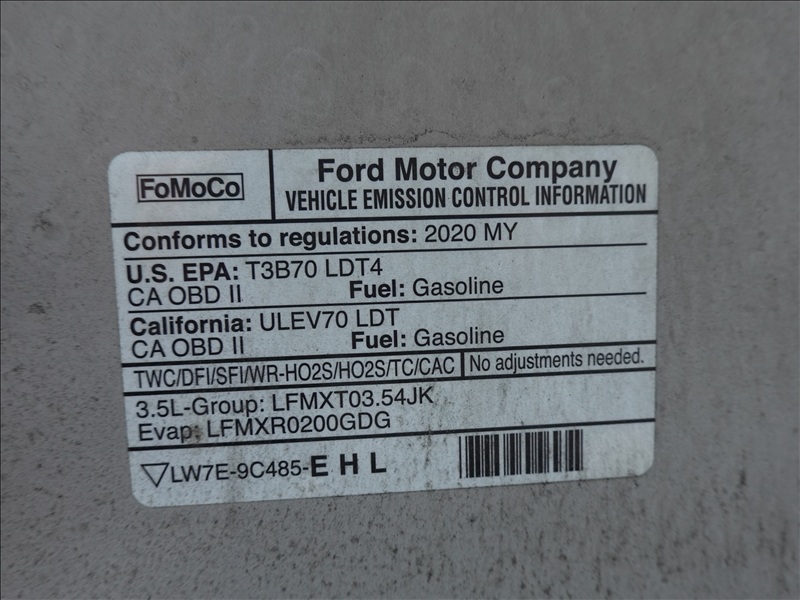 FoMoCo
Ford Motor Company
VEHICLE EMISSION CONTROL INFORMATION
Conforms to regulations: 2020 MY
U.S. EPA: T3B70 LDT4
CA OBD II Fuel: Gasoline
California: ULEV70 LDT
CA OBD II Fuel: Gasoline
TWC/DFI/SFI/WR-HO2S/HO2S/TC/CAC No adjustments needed.
3.5L-Group: LFMXT03.54JK
Evap: LFMXR0200GDG
LW7E-9C485-E H L